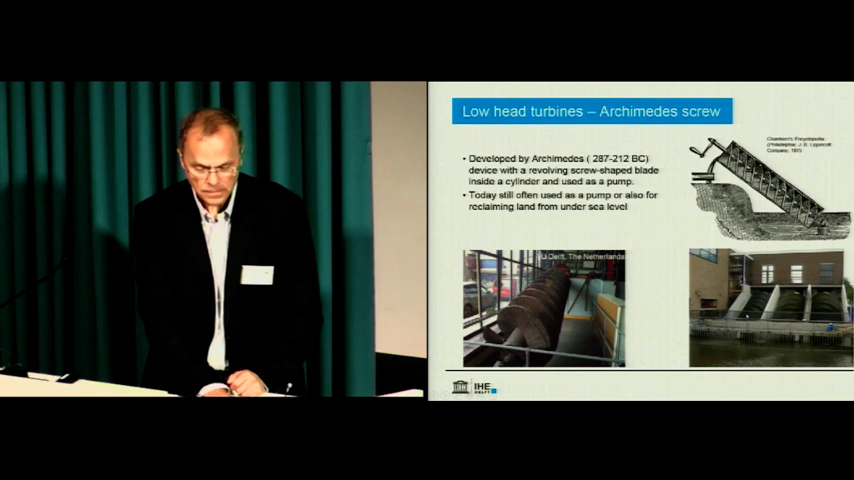 Low head turbines – Archimedes screw
Chamber's Encyclopedia
(Philadelphia: J. B. Lippincott
Company, 1875
• Developed by Archimedes ( 287-212 BC)
device with a revolving screw-shaped blade
inside a cylinder and used as a pump.
• Today still often used as a pump or also for
reclaiming land from under sea level
U Delft, The Netherlands
IHE
DELFT